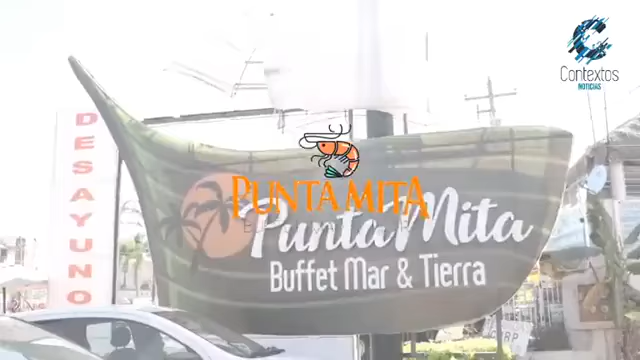 Contextos
NOTICIAS
DESAYUNO
PUNTA MITA
Punta Mita
Buffet Mar & Tierra